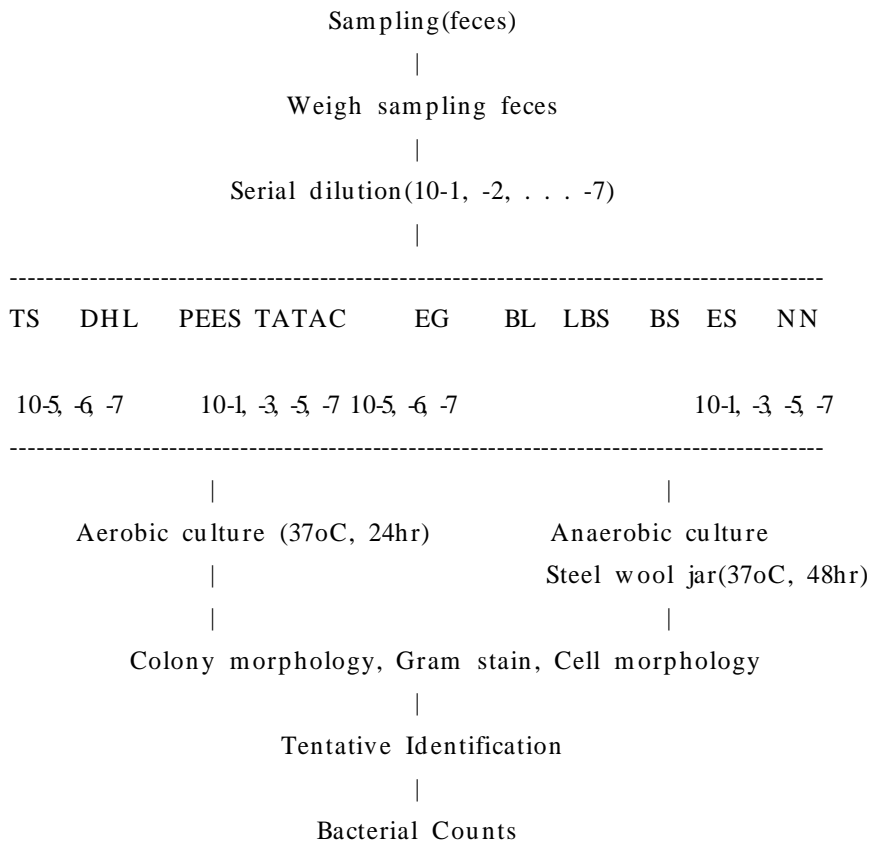 Sampling(feces)
|
Weigh sampling feces
|
Serial dilution(10-1, -2, . . . -7)
|
--------------------------------------------------------------------------------------------
TS DHL PEES TATAC EG BL LBS BS ES NN
10-5, -6, -7 10-1, -3, -5, -7 10-5, -6, -7 10-1, -3, -5, -7
--------------------------------------------------------------------------------------------
| |
Aerobic culture (37oC, 24hr) Anaerobic culture
| Steel wool jar(37oC, 48hr)
| |
Colony morphology, Gram stain, Cell morphology
|
Tentative Identification
|
Bacterial Counts